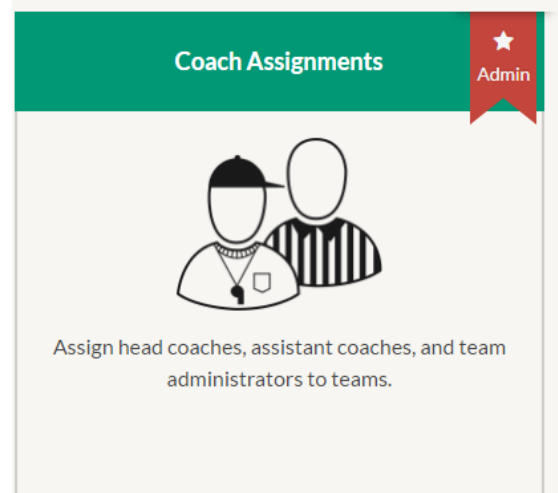 Coach Assignments
Admin
Assign head coaches, assistant coaches, and team
administrators to teams.